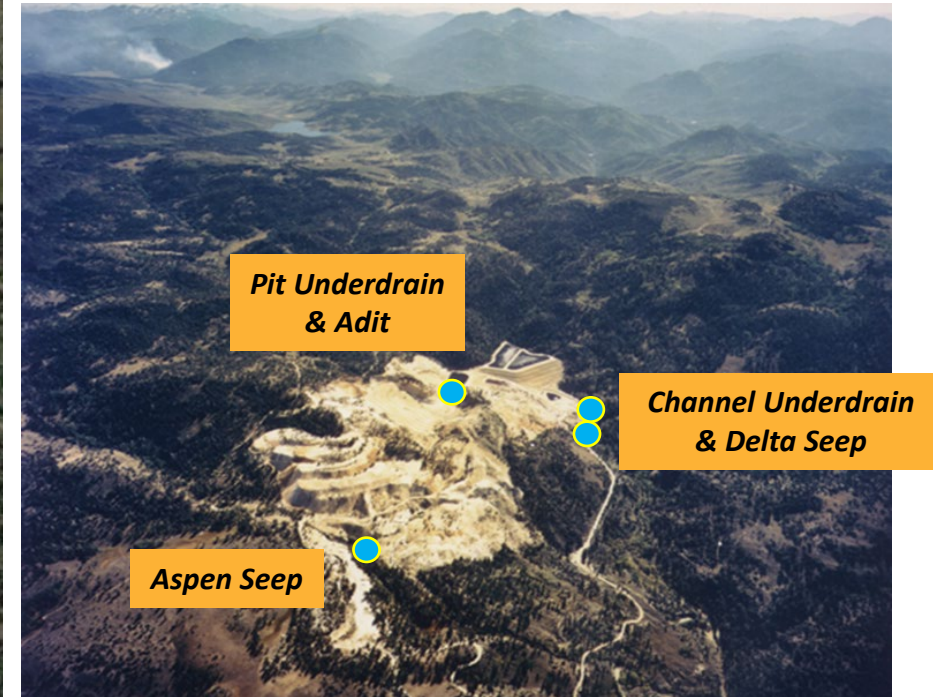 Pit Underdrain
& Adit
Channel Underdrain
& Delta Seep
Aspen Seep